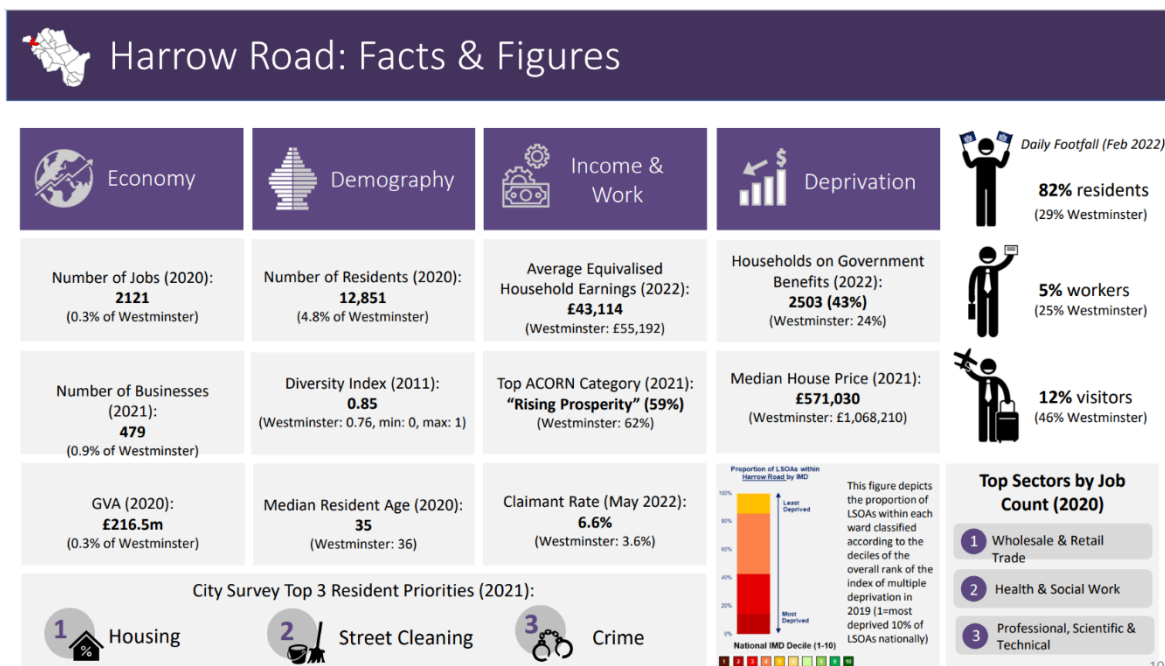 Harrow Road: Facts & Figures
Economy
Number of Jobs (2020):
2121
(0.3% of Westminster)
Number of Businesses
(2021):
479
(0.9% of Westminster)
GVA (2020):
£216.5m
(0.3% of Westminster)
Demography
Number of Residents (2020):
12,851
(4.8% of Westminster)
Diversity Index (2011):
0.85
(Westminster: 0.76, min: 0, max: 1)
Median Resident Age (2020):
35
(Westminster: 36)
Income &
Work
Average Equivalised
Household Earnings (2022):
£43,114
(Westminster: £55,192)
Top ACORN Category (2021):
“Rising Prosperity” (59%)
(Westminster: 62%)
Claimant Rate (May 2022):
6.6%
(Westminster: 3.6%)
$
Deprivation
Households on Government
Benefits (2022):
2503 (43%)
(Westminster: 24%)
Median House Price (2021):
£571,030
(Westminster: £1,068,210)
Proportion of LSOAs within
Harrow Road by IMD
100%
80%
60%
40%
20%
0%
Least
Deprived
Most
Deprived
National IMD Decile (1-10)
1 2 3 4 5 6 7 8 9 10
This figure depicts
the proportion of
LSOAs within each
ward classified
according to the
deciles of the
overall rank of the
index of multiple
deprivation in
2019 (1=most
deprived 10% of
LSOAs nationally)
City Survey Top 3 Resident Priorities (2021):
1
%
Housing
2
Street Cleaning
3
Crime
Daily Footfall (Feb 2022)
82% residents
(29% Westminster)
5% workers
(25% Westminster)
12% visitors
(46% Westminster)
Top Sectors by Job
Count (2020)
1 Wholesale & Retail
Trade
2 Health & Social Work
3 Professional, Scientific &
Technical